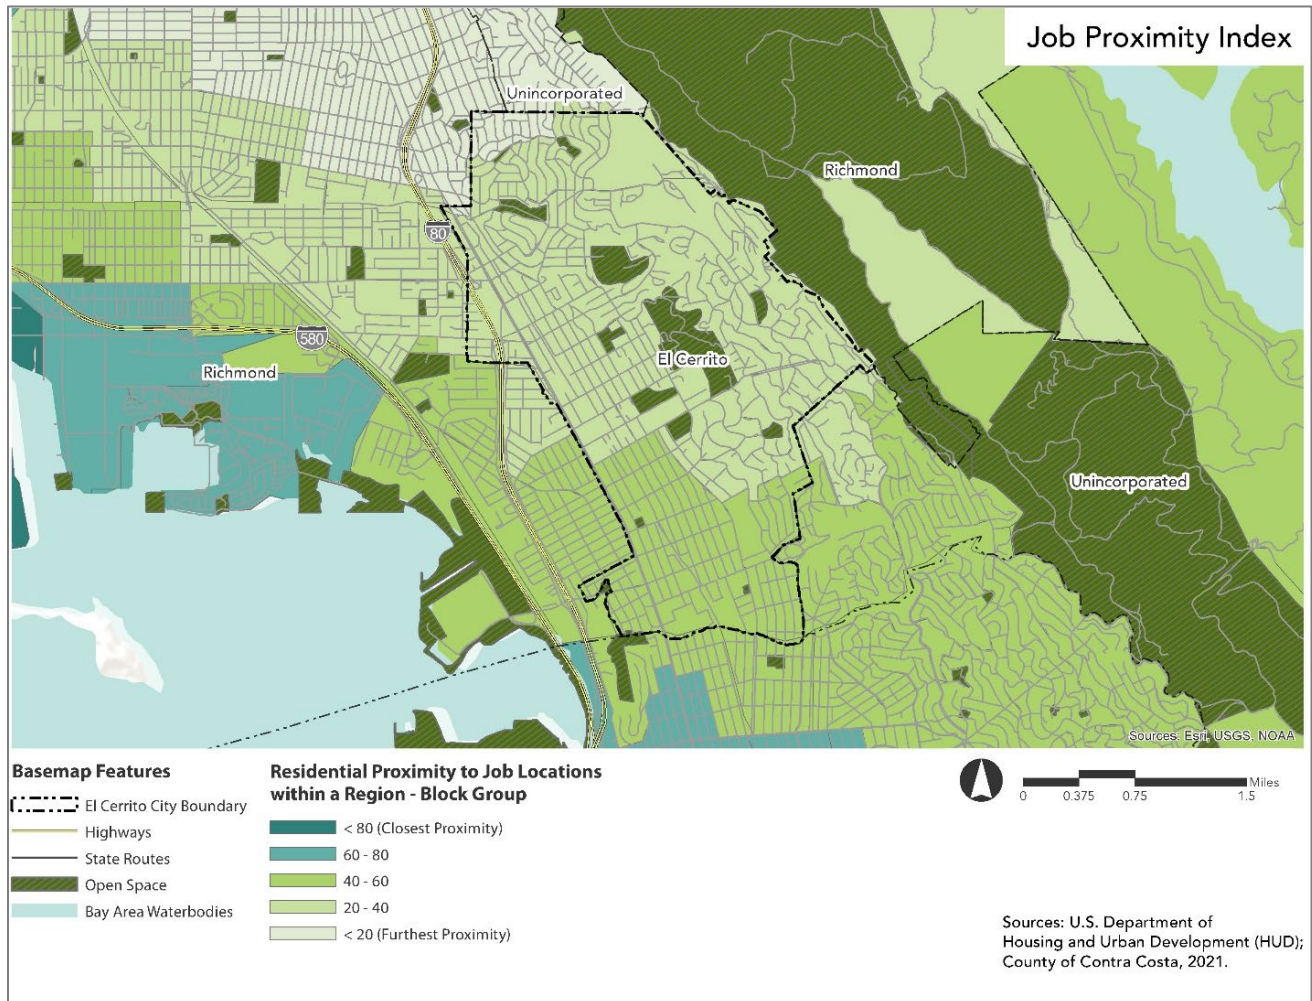 Job Proximity Index
Unincorporated
Richmond
80
580
Richmond
El Cerrito
Unincorporated
Sources: Esri, USGS, NOAA
Basemap Features
El Cerrito City Boundary
Highways
State Routes
Open Space
Bay Area Waterbodies
Residential Proximity to Job Locations
within a Region - Block Group
< 80 (Closest Proximity)
60 - 80
40 - 60
20 - 40
< 20 (Furthest Proximity)
Miles
0 0.375 0.75 1.5
Sources: U.S. Department of
Housing and Urban Development (HUD);
County of Contra Costa, 2021.